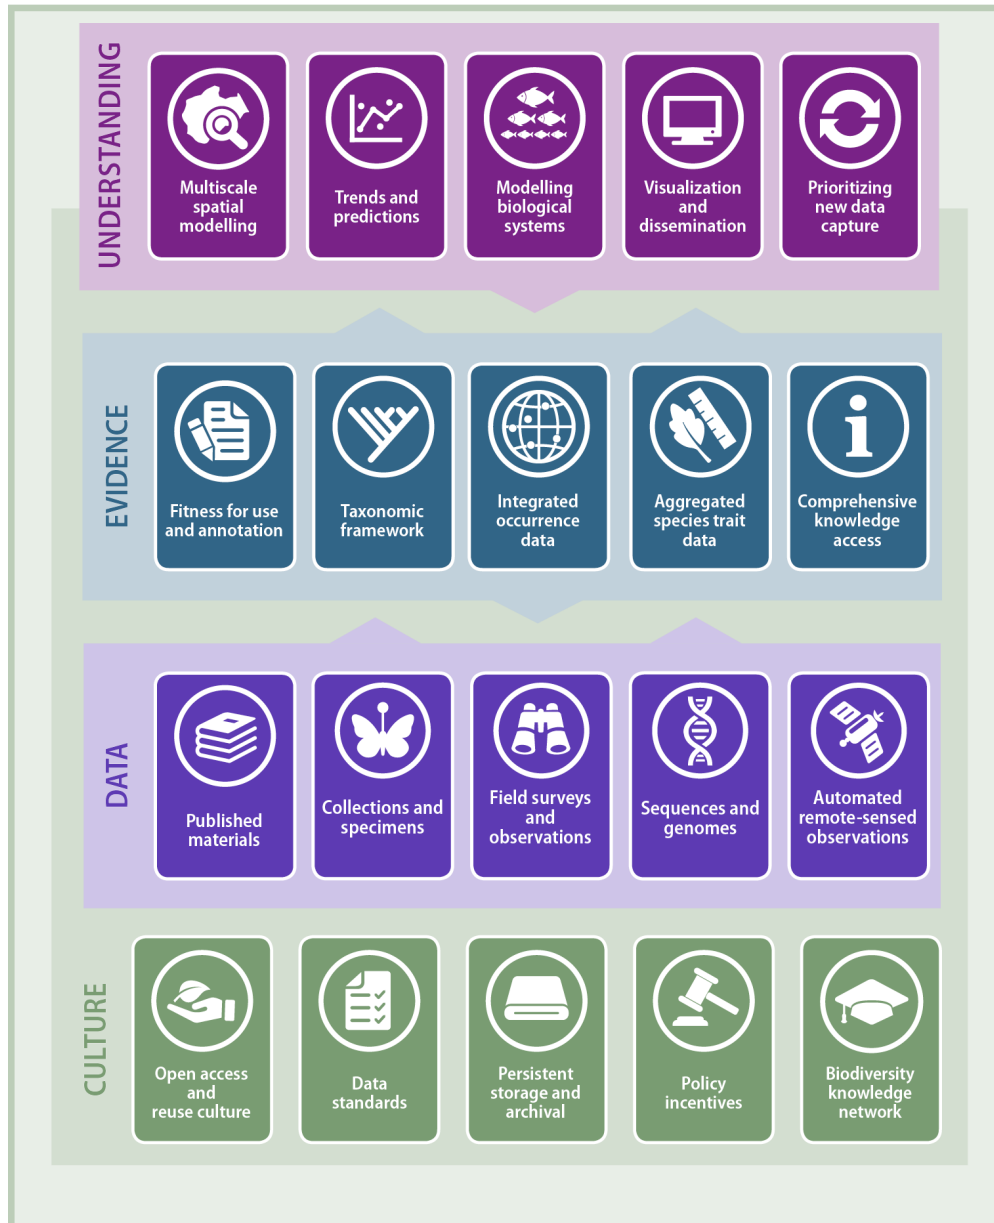 UNDERSTANDING
Multiscale
spatial
modelling
Trends and
predictions
Modelling
biological
systems
Visualization
and
dissemination
Prioritizing
new data
capture
EVIDENCE
Fitness for use
and annotation
Taxonomic
framework
Integrated
occurrence
data
Aggregated
species trait
data
Comprehensive
knowledge
access
DATA
Published
materials
Collections and
specimens
Field surveys
and
observations
Sequences and
genomes
Automated
remote-sensed
observations
CULTURE
Open access
and
reuse culture
Data
standards
Persistent
storage and
archival
Policy
incentives
Biodiversity
knowledge
network